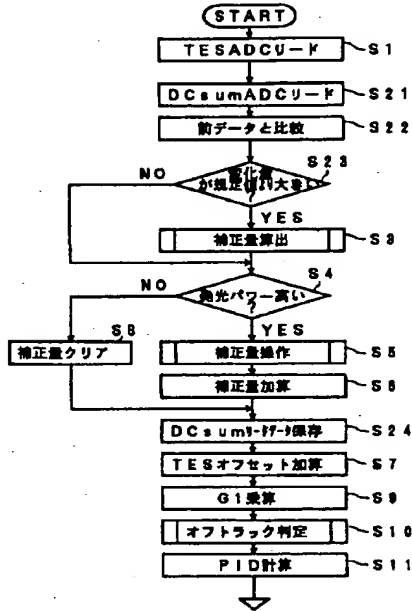 START
TESADCリード
S1
DCsumADCリード
S21
前データと比較
S22
S23
変化量
が規定値より大きい
?
NO
YES
補正量算出
S3
S4
NO
発光パワー高い
?
YES
S8
補正量クリア
補正量操作
S5
補正量加算
S6
DCsumリードデータ保存
S24
TESオフセット加算
S7
G1乗算
S9
オフトラック判定
S10
PID計算
S11